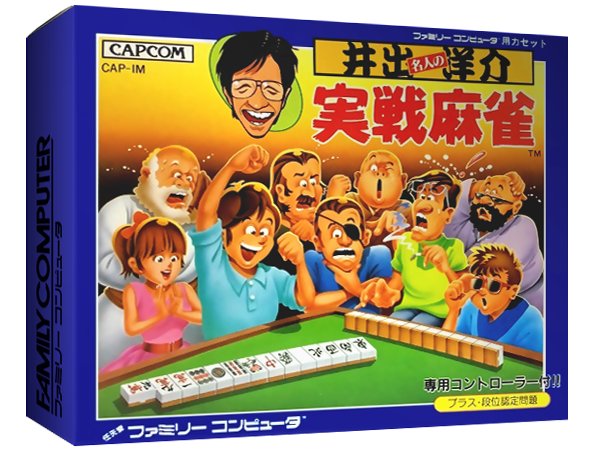 ファミリーコンピュータ用カセット
CAPCOM
CAP-IM
井出名人の洋介
実戦麻雀
TM
専用コントローラー付!!
プラス・段位認定問題
任天堂 ファミリーコンピュータ
FAMILY COMPUTER
ファミリーコンピュータ